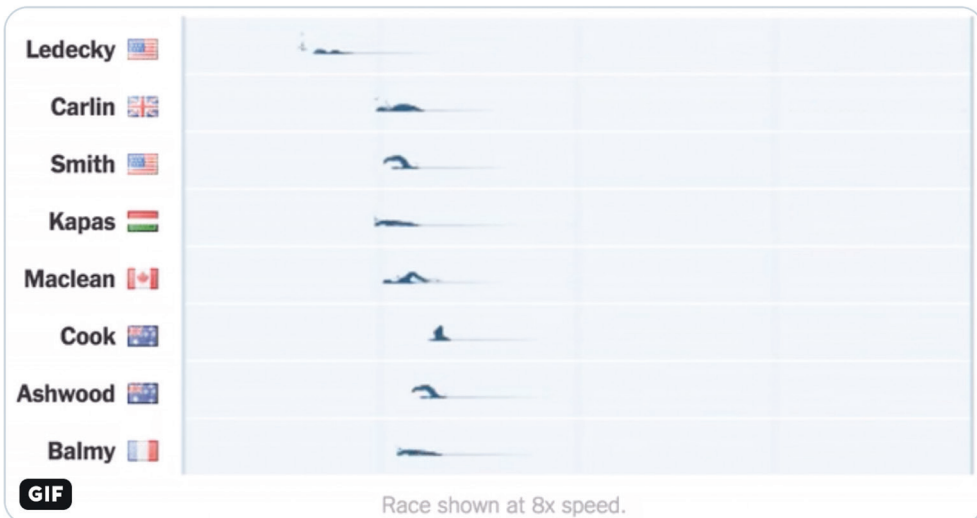 Ledecky
Carlin
Smith
Kapas
Maclean
Cook
Ashwood
Balmy
GIF
Race shown at 8x speed.